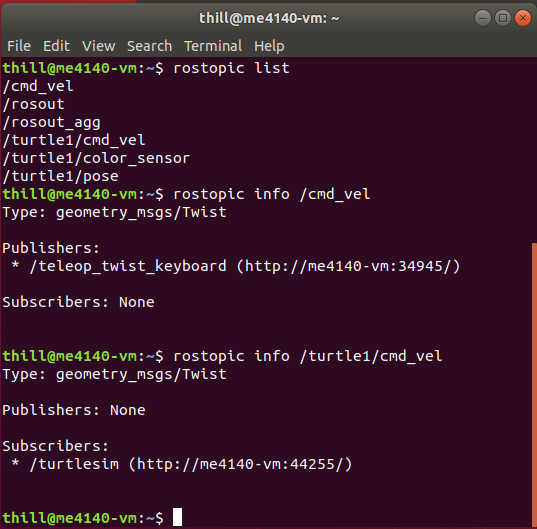 thill@me4140-vm: ~
File Edit View Search Terminal Help
thill@me4140-vm:~$ rostopic list
/cmd_vel
/rosout
/rosout_agg
/turtle1/cmd_vel
/turtle1/color_sensor
/turtle1/pose
thill@me4140-vm:~$ rostopic info /cmd_vel
Type: geometry_msgs/Twist
Publishers:
* /teleop_twist_keyboard (http://me4140-vm:34945/)
Subscribers: None
thill@me4140-vm:~$ rostopic info /turtle1/cmd_vel
Type: geometry_msgs/Twist
Publishers: None
Subscribers:
* /turtlesim (http://me4140-vm:44255/)
thill@me4140-vm:~$